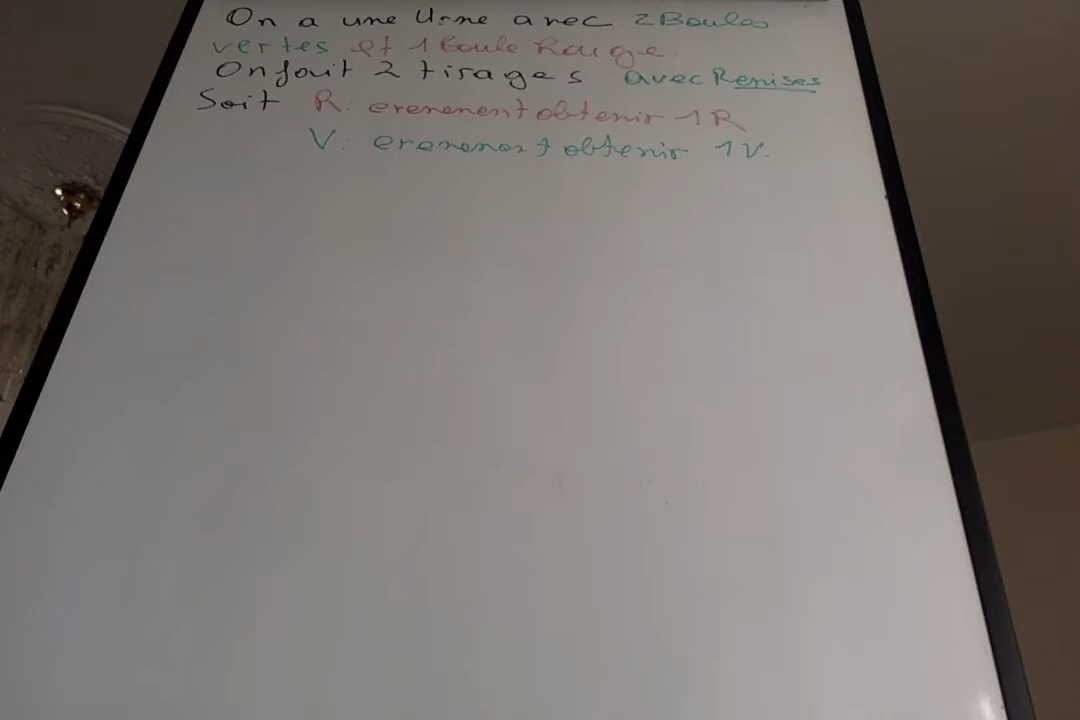 On a une Urne avec 2 Boules
vertes et 1 Boule Rouge
On fait 2 tirages avec Remises
Soit R: evenement obtenir 1 R
V: evenement obtenir 1 V.